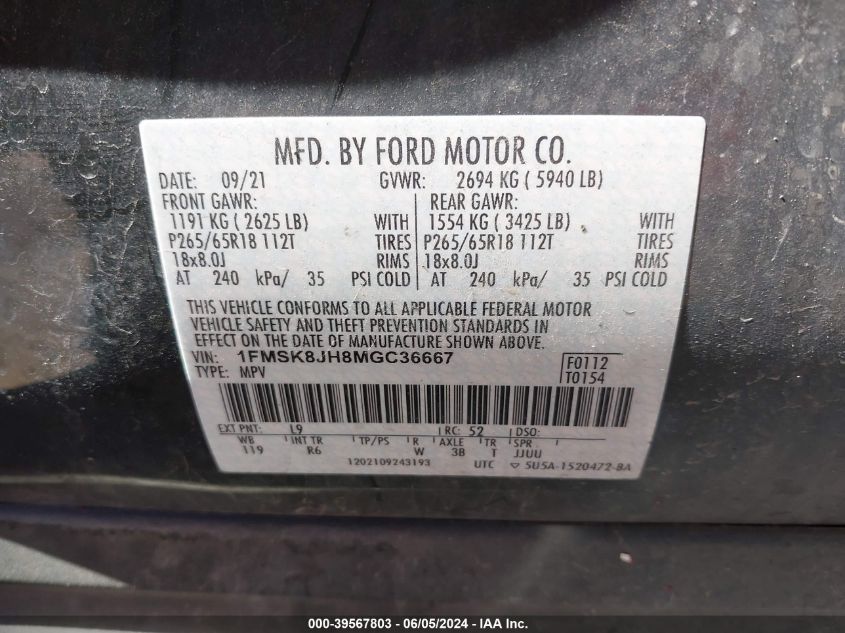 MFD. BY FORD MOTOR CO.
DATE: 09/21 GVWR: 2694 KG ( 5940 LB)
FRONT GAWR: REAR GAWR:
1191 KG ( 2625 LB) WITH 1554 KG ( 3425 LB) WITH
P265/65R18 112T TIRES P265/65R18 112T TIRES
18x8.0J RIMS 18x8.0J RIMS
AT 240 kPa/ 35 PSI COLD AT 240 kPa/ 35 PSI COLD
THIS VEHICLE CONFORMS TO ALL APPLICABLE FEDERAL MOTOR
VEHICLE SAFETY AND THEFT PREVENTION STANDARDS IN
EFFECT ON THE DATE OF MANUFACTURE SHOWN ABOVE.
VIN: 1FMSK8JH8MGC36667 F0112
TYPE: MPV T0154
EXT PNT: L9 RC: 52 DSO:
WB INT TR TP/PS R AXLE TR SPR
119 R6 W 3B T JJUU
1202109243193 UTC ▽ 5U5A-1520472-BA
000-39567803 - 06/05/2024 - IAA Inc.